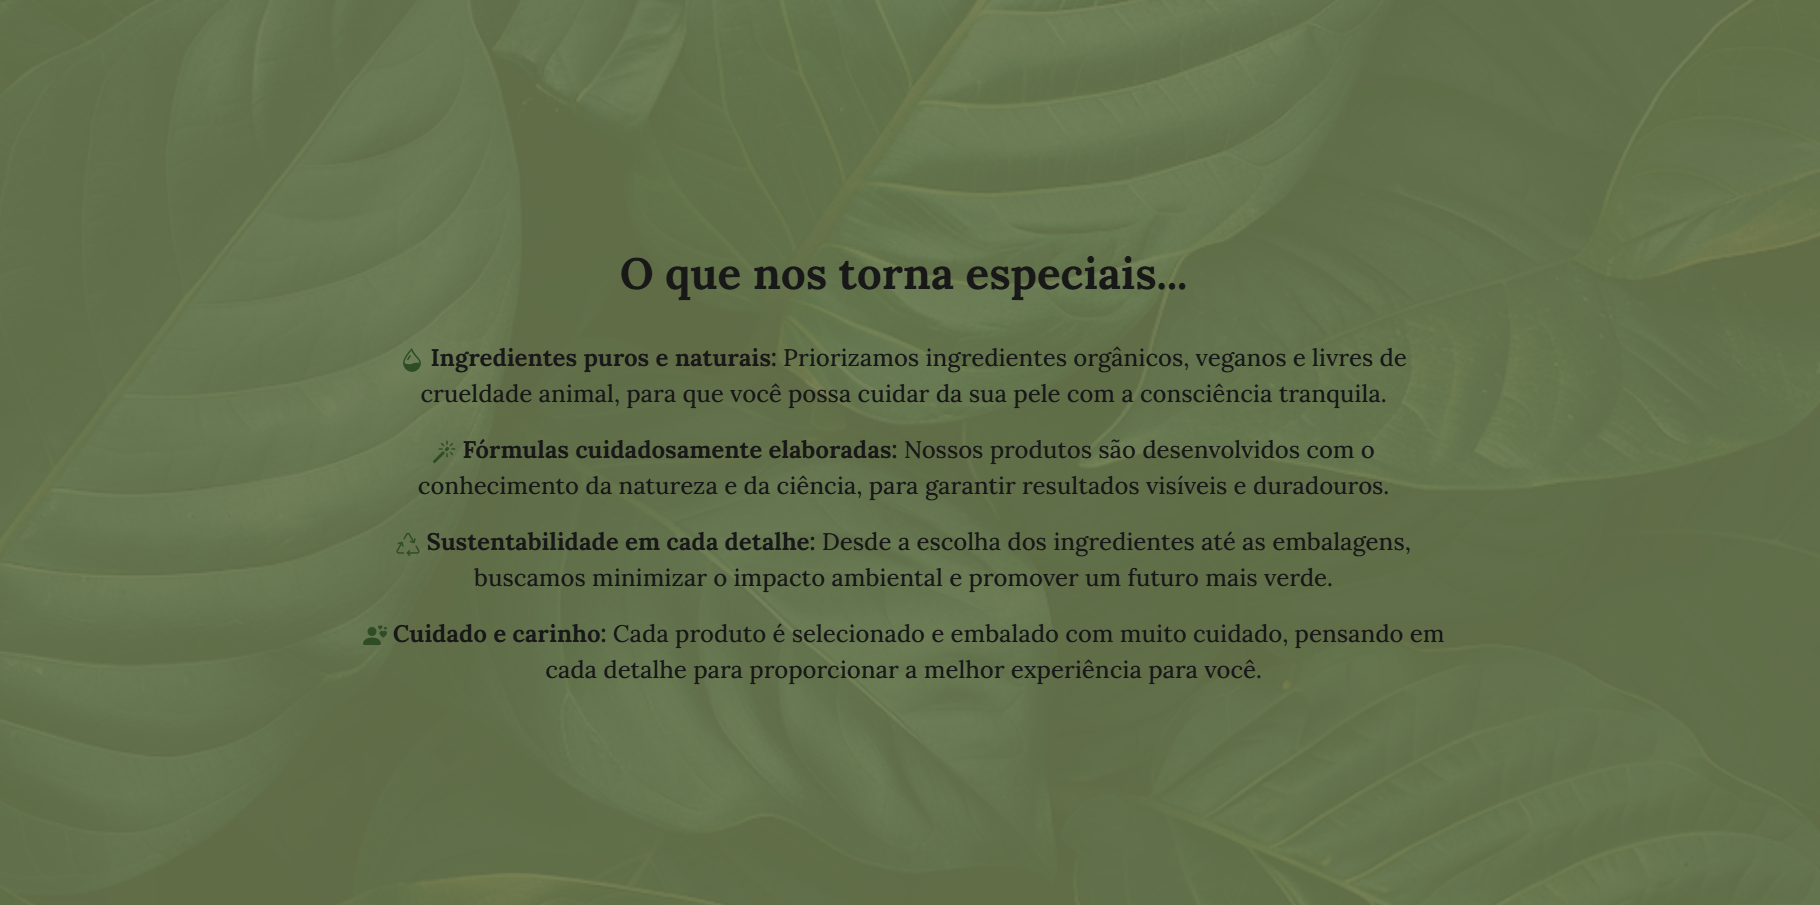 O que nos torna especiais...
Ingredientes puros e naturais: Priorizamos ingredientes orgânicos, veganos e livres de
crueldade animal, para que você possa cuidar da sua pele com a consciência tranquila.
Fórmulas cuidadosamente elaboradas: Nossos produtos são desenvolvidos com o
conhecimento da natureza e da ciência, para garantir resultados visíveis e duradouros.
Sustentabilidade em cada detalhe: Desde a escolha dos ingredientes até as embalagens,
buscamos minimizar o impacto ambiental e promover um futuro mais verde.
Cuidado e carinho: Cada produto é selecionado e embalado com muito cuidado, pensando em
cada detalhe para proporcionar a melhor experiência para você.